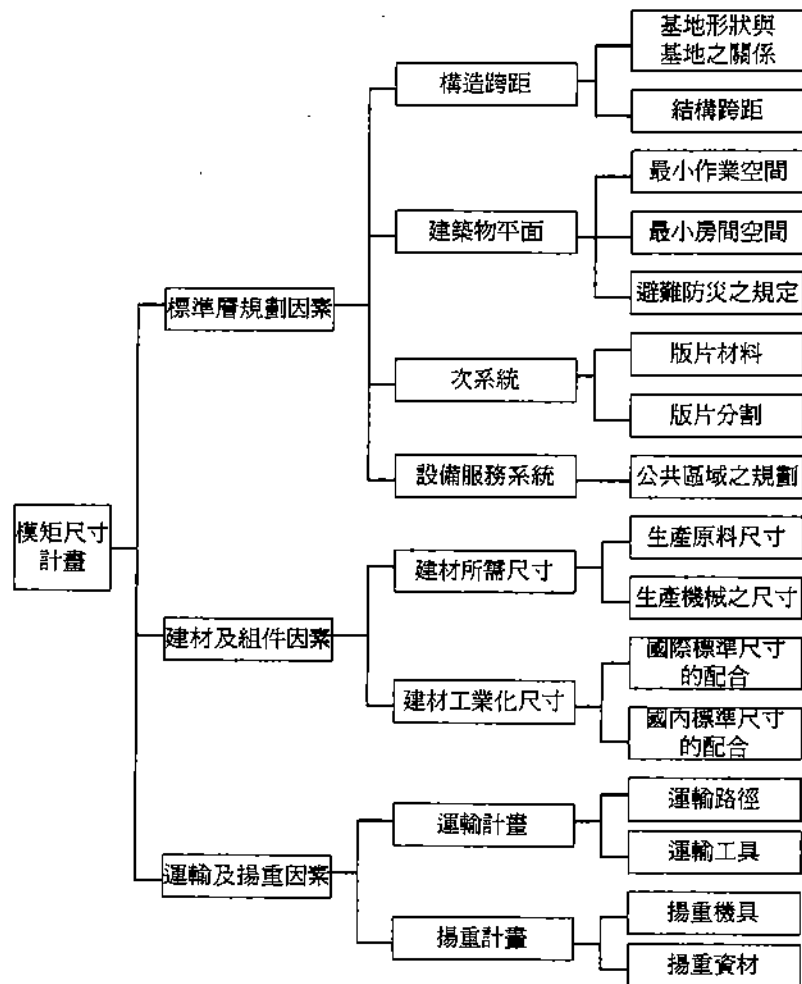 基地形狀與
基地之關係
構造跨距
結構跨距
最小作業空間
建築物平面
最小房間空間
避難防災之規定
標準層規劃因素
版片材料
次系統
版片分割
設備服務系統
公共區域之規劃
模矩尺寸
計畫
生產原料尺寸
建材所需尺寸
生產機械之尺寸
建材及組件因素
國際標準尺寸
的配合
建材工業化尺寸
國內標準尺寸
的配合
運輸路徑
運輸計畫
運輸工具
運輸及揚重因素
揚重機具
揚重計畫
揚重資材